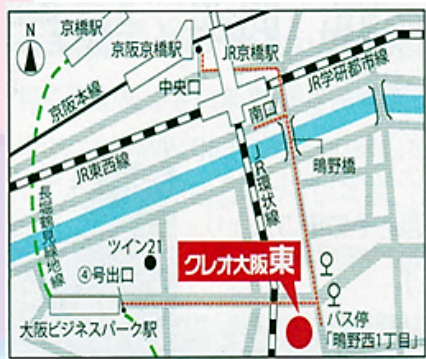 N
京橋駅
京阪京橋駅
JR京橋駅
京阪本線
中央口
JR学研都市線
南口
JR東西線
鴫野橋
JR環状線
長堀鶴見緑地線
ツイン21
④号出口
クレオ大阪東
大阪ビジネスパーク駅
バス停
「鴫野西1丁目」